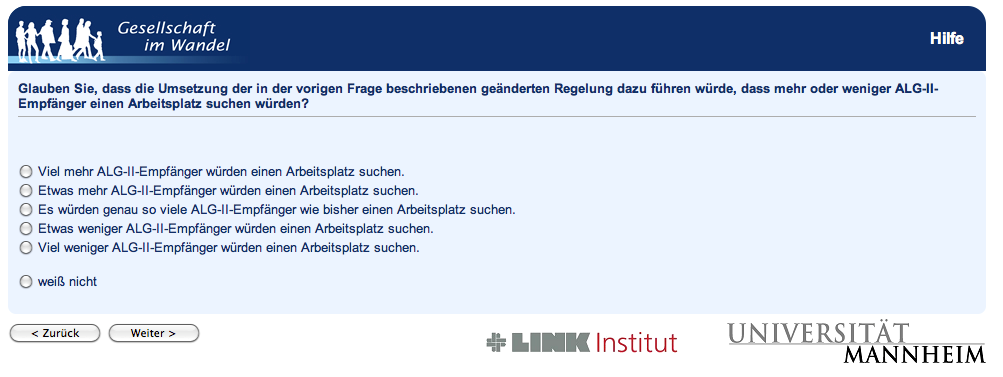 Gesellschaft
im Wandel
Hilfe
Glauben Sie, dass die Umsetzung der in der vorigen Frage beschriebenen geänderten Regelung dazu führen würde, dass mehr oder weniger ALG-II-
Empfänger einen Arbeitsplatz suchen würden?
Viel mehr ALG-II-Empfänger würden einen Arbeitsplatz suchen.
Etwas mehr ALG-II-Empfänger würden einen Arbeitsplatz suchen.
Es würden genau so viele ALG-II-Empfänger wie bisher einen Arbeitsplatz suchen.
Etwas weniger ALG-II-Empfänger würden einen Arbeitsplatz suchen.
Viel weniger ALG-II-Empfänger würden einen Arbeitsplatz suchen.
weiß nicht
< Zurück Weiter >
LINK Institut
UNIVERSITÄT
MANNHEIM